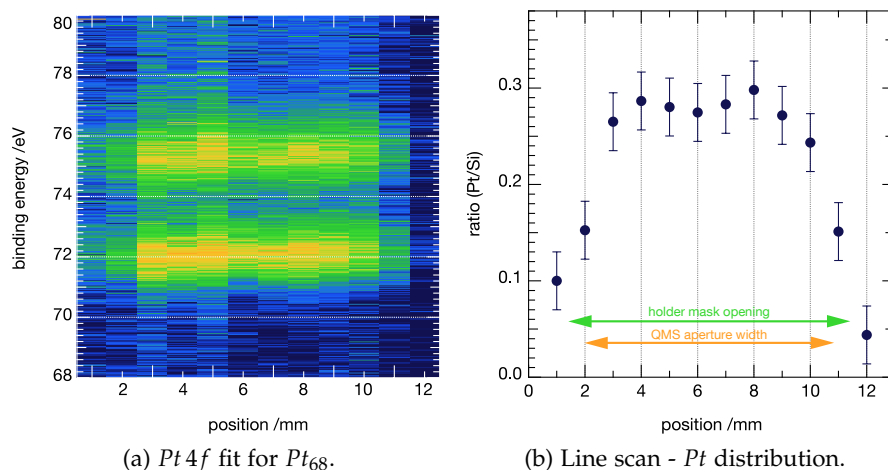 80
78
76
74
72
70
68
binding energy /eV
2 4 6 8 10 12
position /mm
(a) Pt 4f fit for Pt₆₈.
0.3
0.2
0.1
0.0
ratio (Pt/Si)
holder mask opening
QMS aperture width
0 2 4 6 8 10 12
position /mm
(b) Line scan - Pt distribution.